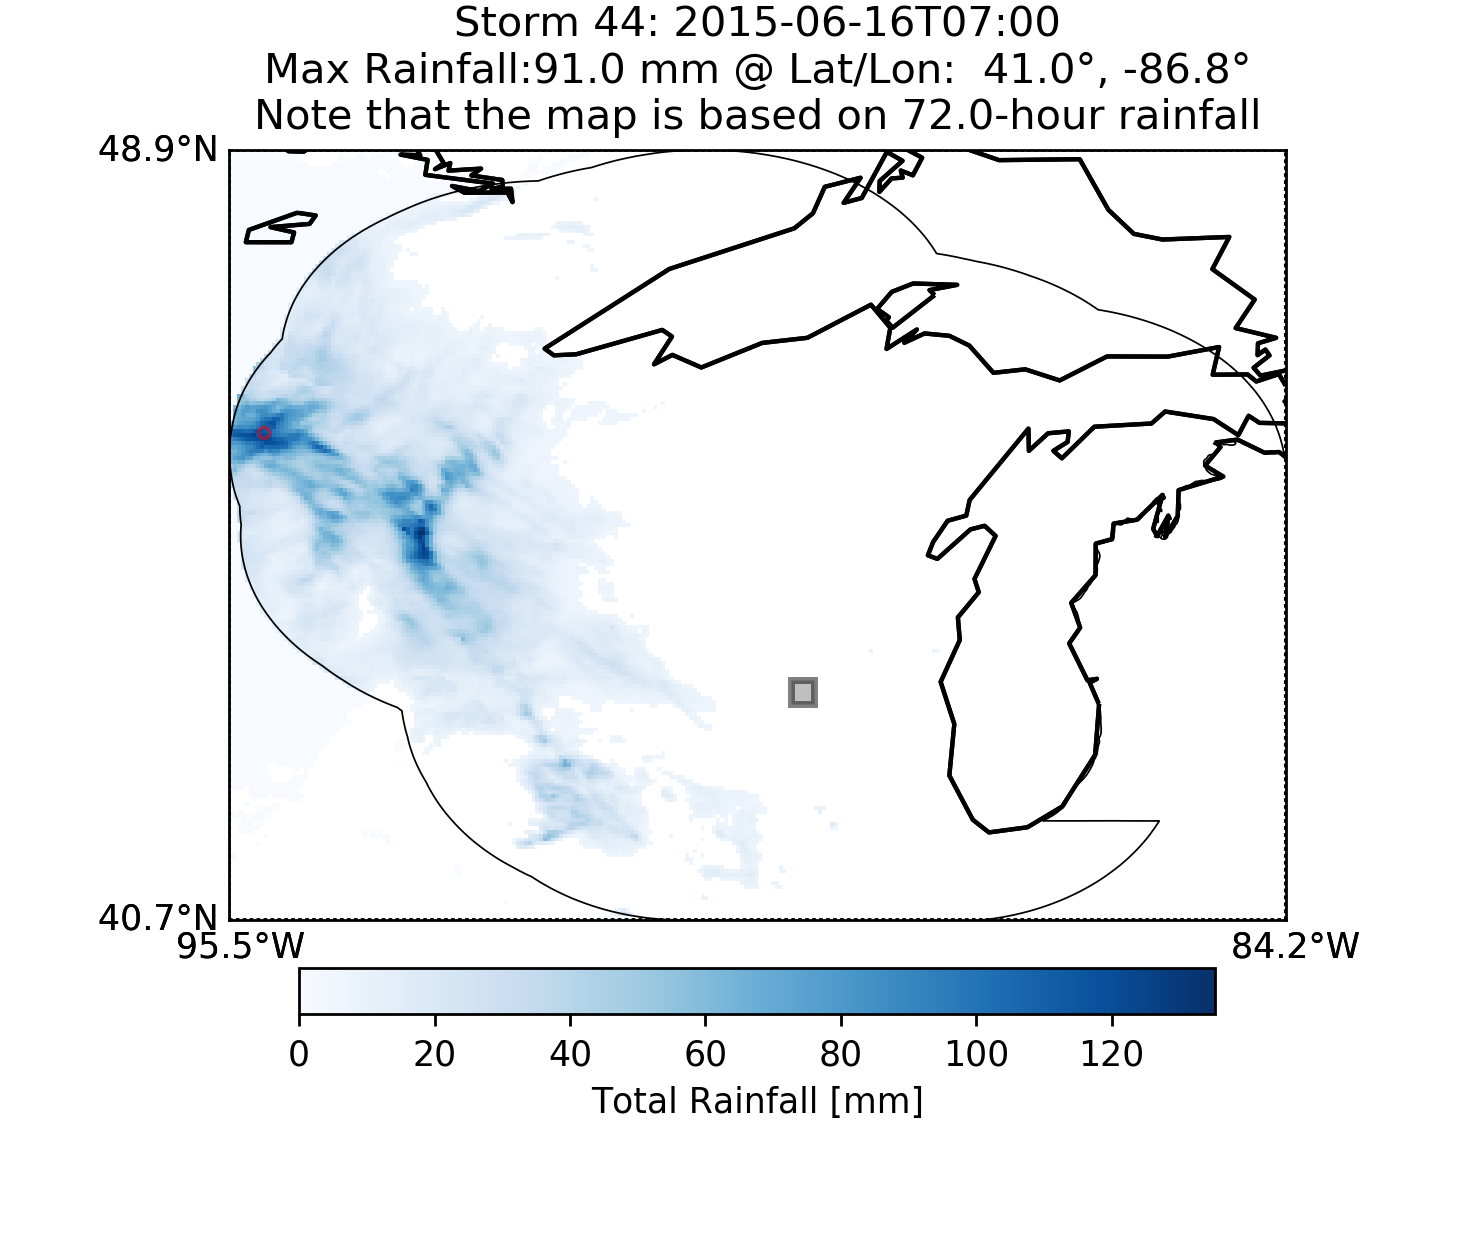 Storm 44: 2015-06-16T07:00
Max Rainfall:91.0 mm @ Lat/Lon:  41.0°, -86.8°
Note that the map is based on 72.0-hour rainfall
48.9°N
40.7°N
95.5°W 84.2°W
0 20 40 60 80 100 120
Total Rainfall [mm]